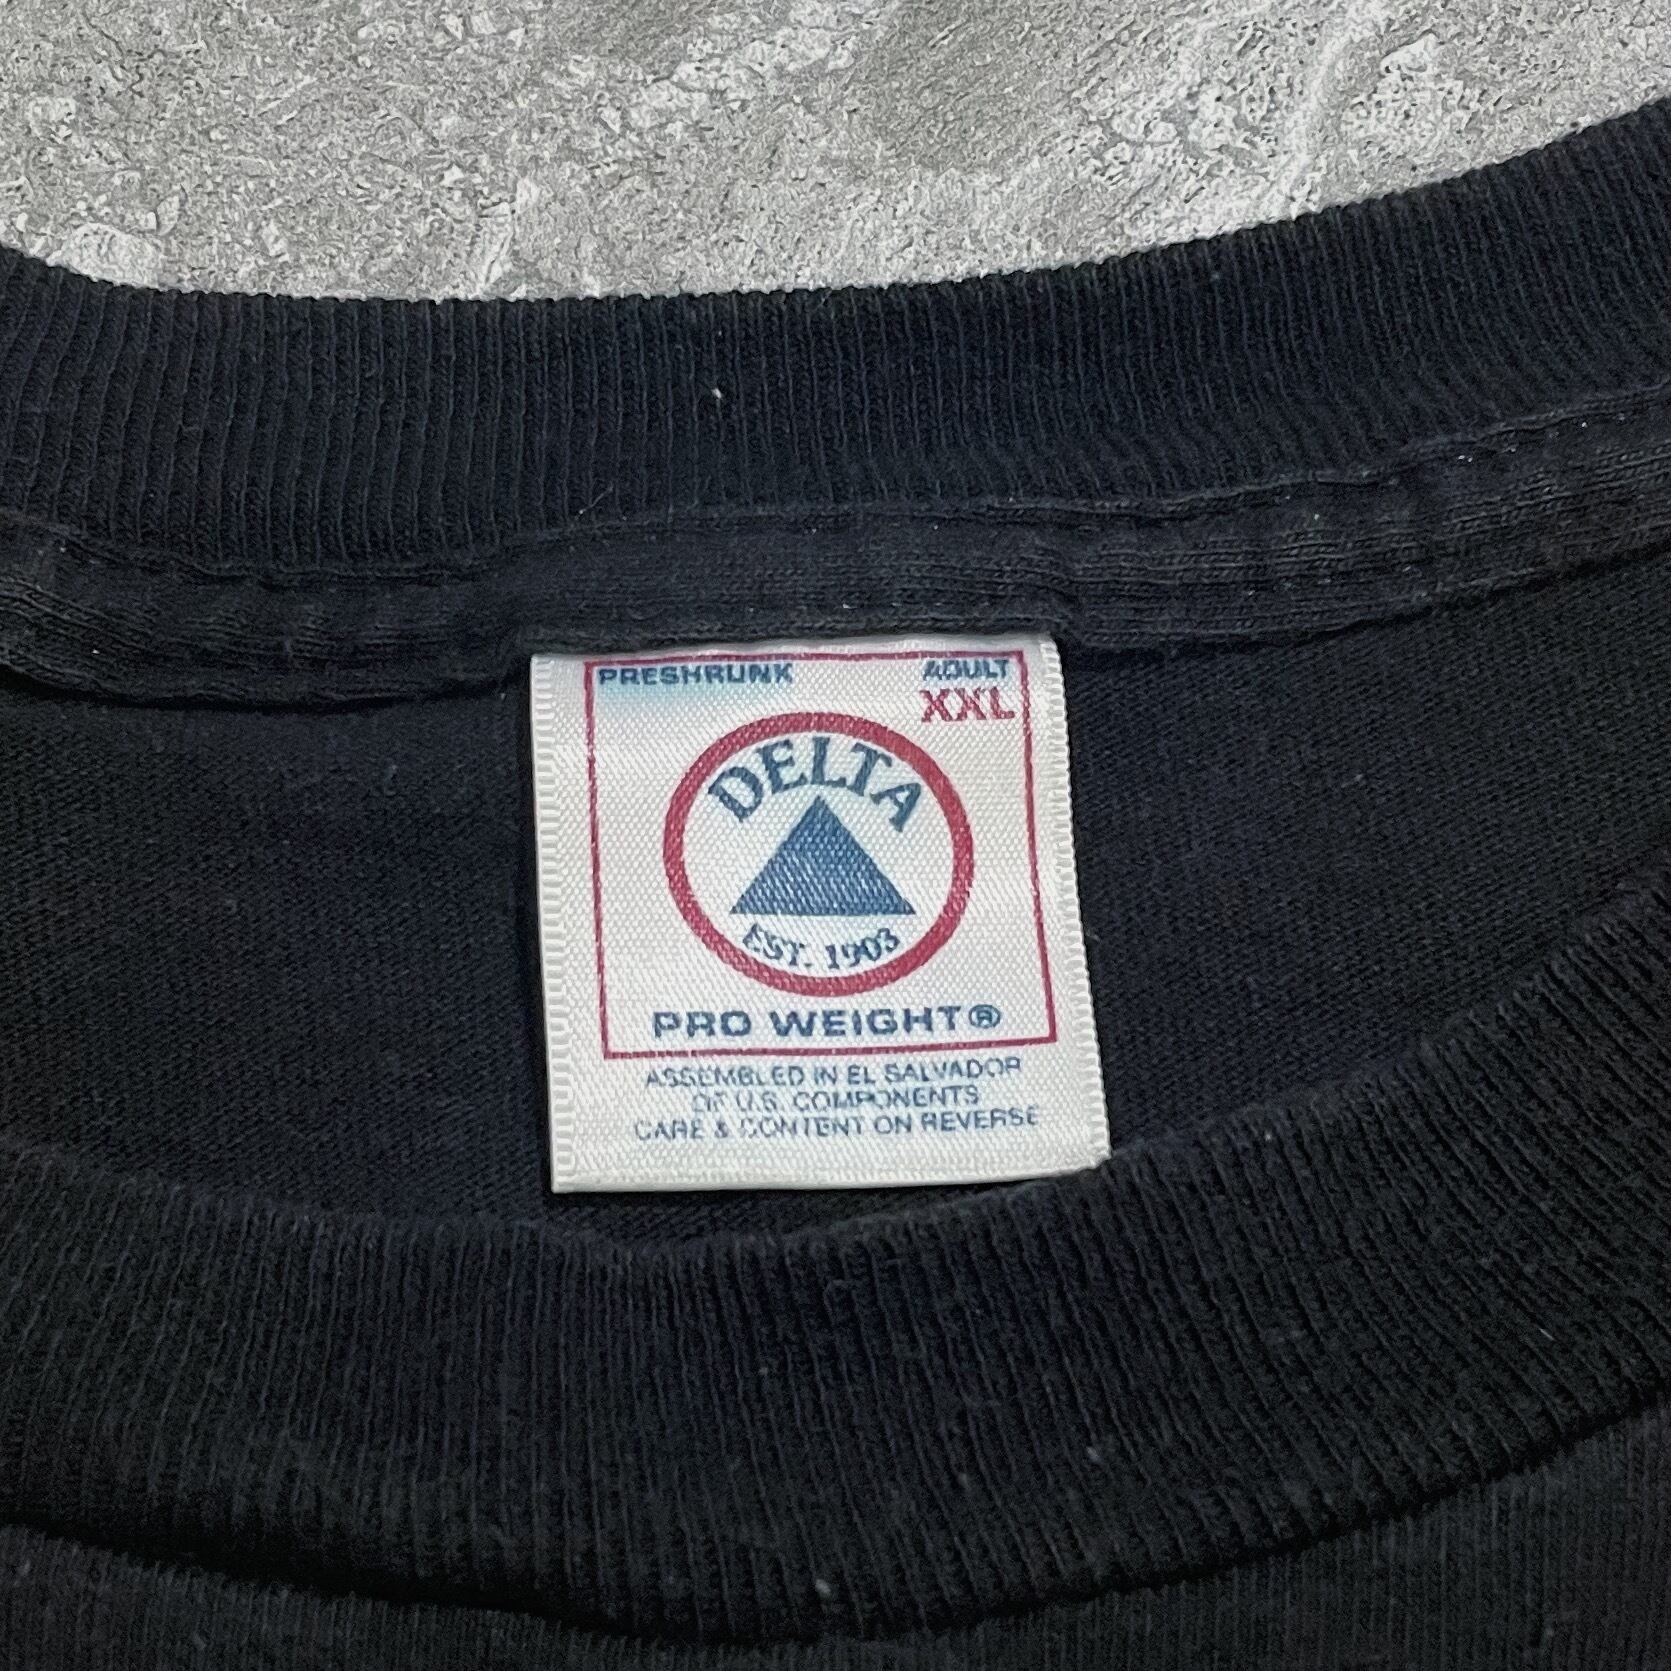 PRESHRUNK ADULT
XXL
DELTA
EST. 1903
PRO WEIGHT®
ASSEMBLED IN EL SALVADOR
OF U.S. COMPONENTS
CARE & CONTENT ON REVERSE